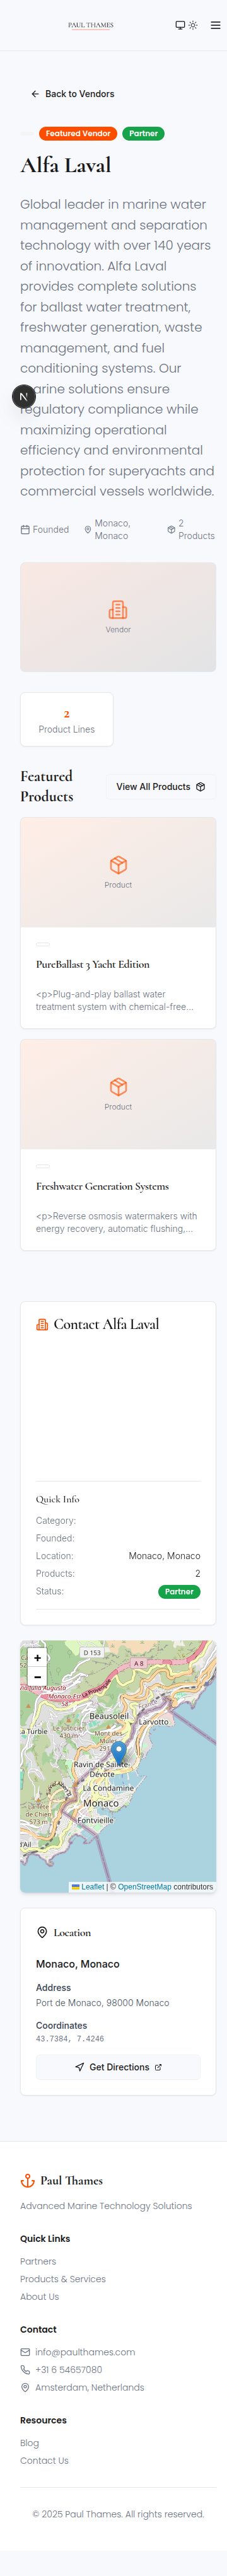 PAUL THAMES
Back to Vendors
Featured Vendor Partner
Alfa Laval
Global complete solutions in marine
water management and separation
technology with over 140 years
of innovation. Alfa Laval
provides complete solutions
for ballast water treatment,
freshwater generation, waste
management, and fuel
conditioning systems. Our
marine solutions ensure
regulatory compliance while
maximizing operational
efficiency and environmental
protection for superyachts and
commercial vessels worldwide.
Founded
Monaco,
Monaco
2
Products
Vendor
2
Product Lines
Featured
Products
View All Products
Product
PureBallast 3 Yacht Edition
<p>Plug-and-play ballast water
treatment system with chemical-free...
Product
Freshwater Generation Systems
<p>Reverse osmosis watermakers with
energy recovery, automatic flushing,...
Contact Alfa Laval
Quick Info
Category:
Founded:
Location: Monaco, Monaco
Products: 2
Status: Partner
+
−
D 153
A 8
Beausoleil
Larvotto
La Turbie
430 m
Ravin de Sainte-
Dévote
La Condamine
Monaco
Fontvieille
Leaflet | © OpenStreetMap contributors
Location
Monaco, Monaco
Address
Port de Monaco, 98000 Monaco
Coordinates
43.7384, 7.4246
Get Directions
Paul Thames
Advanced Marine Technology Solutions
Quick Links
Partners
Products & Services
About Us
Contact
info@paulthames.com
+31 6 54657080
Amsterdam, Netherlands
Resources
Blog
Contact Us
© 2025 Paul Thames. All rights reserved.